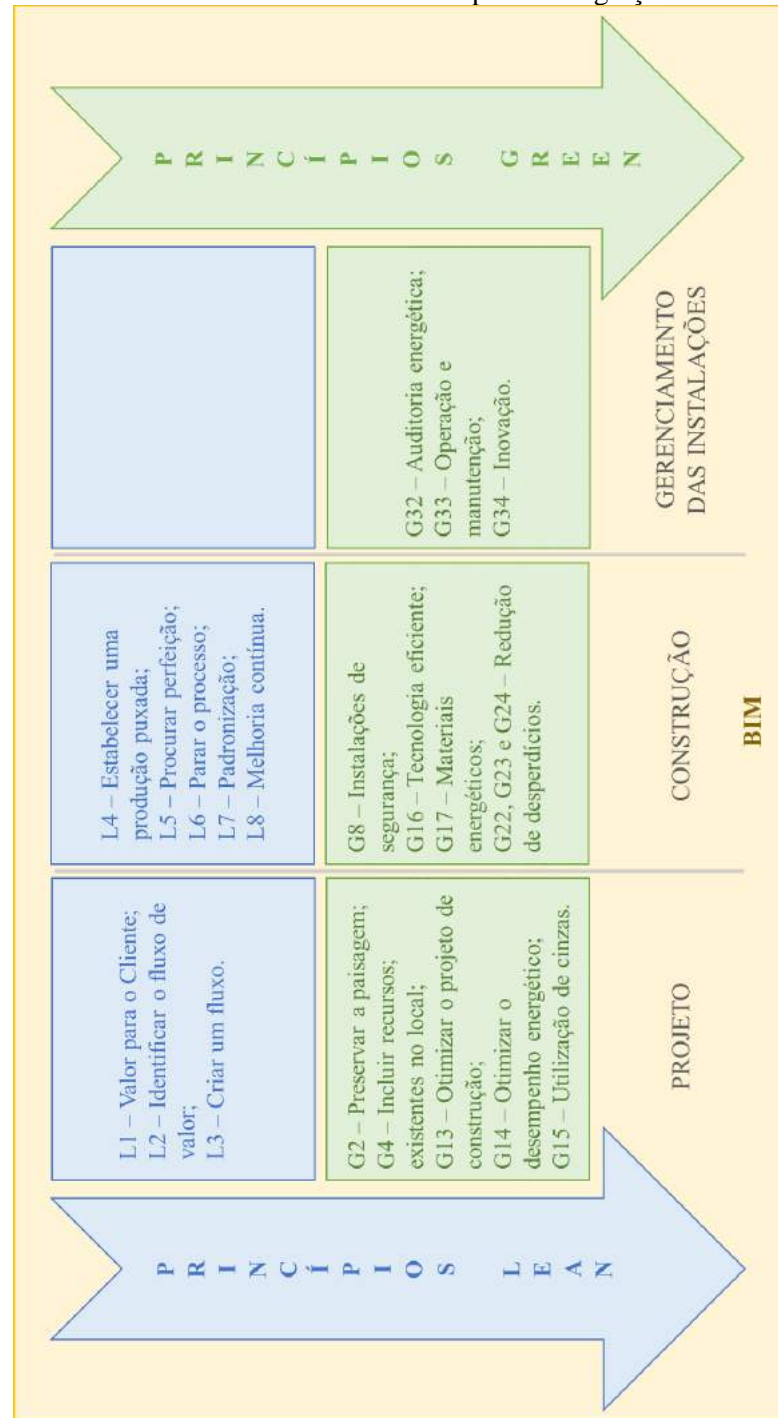 PRINCÍPIOS LEAN
L1 – Valor para o Cliente;
L2 – Identificar o fluxo de
valor;
L3 – Criar um fluxo.
G2 – Preservar a paisagem;
G4 – Incluir recursos;
existentes no local;
G13 – Otimizar o projeto de
construção;
G14 – Otimizar o
desempenho energético;
G15 – Utilização de cinzas.
PROJETO
L4 – Estabelecer uma
produção puxada;
L5 – Procurar perfeição;
L6 – Parar o processo;
L7 – Padronização;
L8 – Melhoria contínua.
G8 – Instalações de
segurança;
G16 – Tecnologia eficiente;
G17 – Materiais
energéticos;
G22, G23 e G24 – Redução
de desperdícios.
CONSTRUÇÃO
G32 – Auditoria energética;
G33 – Operação e
manutenção;
G34 – Inovação.
GERENCIAMENTO
DAS INSTALAÇÕES
PRINCÍPIOS GREEN
BIM